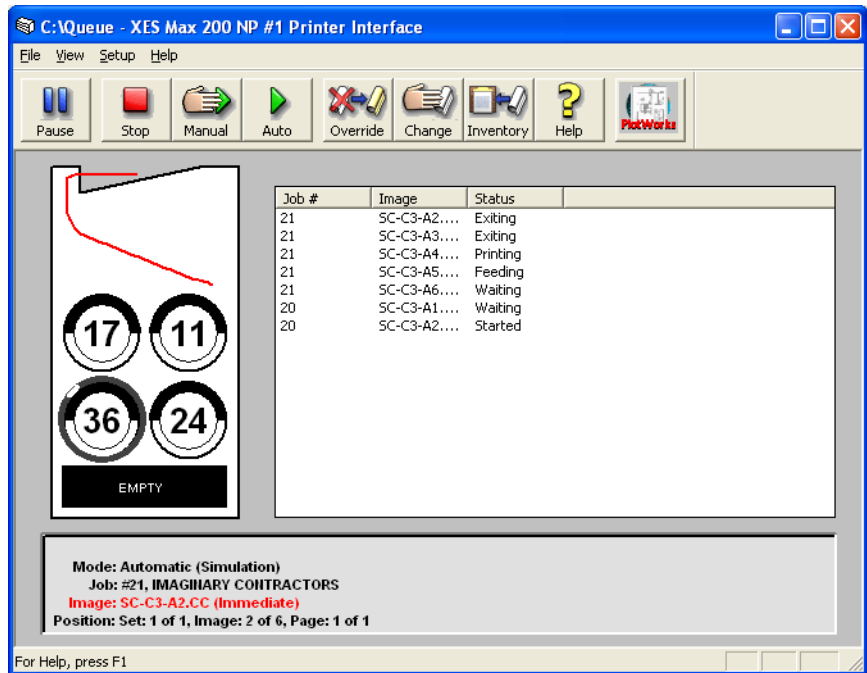 C:\Queue - XES Max 200 NP #1 Printer Interface
File View Setup Help
Pause Stop Manual Auto Override Change Inventory Help PlotWorks
Job # Image Status
21 SC-C3-A2.... Exiting
21 SC-C3-A3.... Exiting
21 SC-C3-A4.... Printing
21 SC-C3-A5.... Feeding
21 SC-C3-A6.... Waiting
20 SC-C3-A1.... Waiting
20 SC-C3-A2.... Started
17 11
36 24
EMPTY
Mode: Automatic (Simulation)
Job: #21, IMAGINARY CONTRACTORS
Image: SC-C3-A2.CC (Immediate)
Position: Set: 1 of 1, Image: 2 of 6, Page: 1 of 1
For Help, press F1